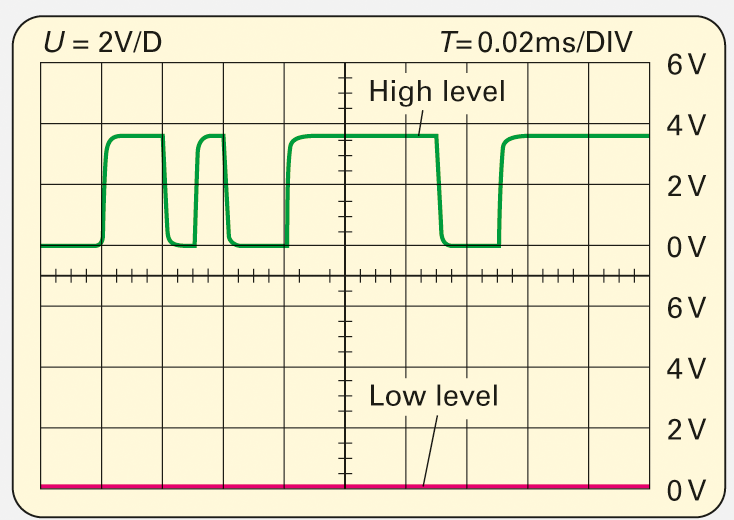 U = 2V/D
T= 0.02ms/DIV
6 V
High level
4 V
2 V
0 V
6 V
4 V
Low level
2 V
0 V